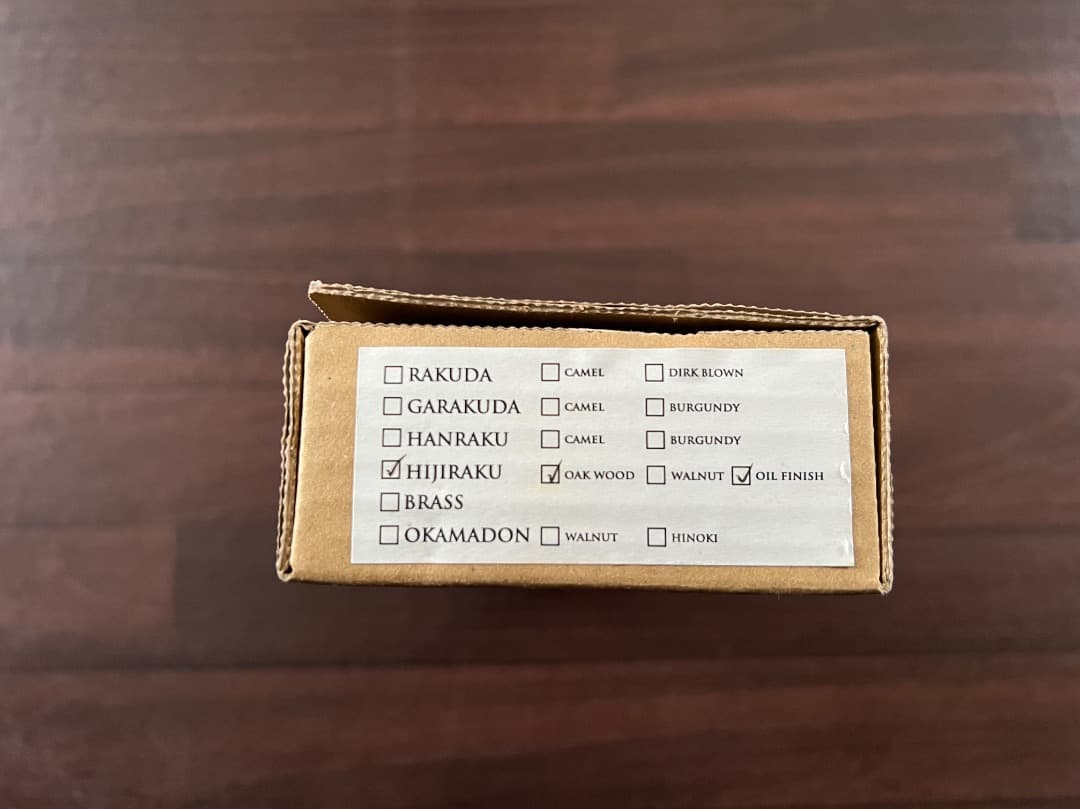 ☐ RAKUDA ☐ CAMEL ☐ DIRK BLOWN
☐ GARAKUDA ☐ CAMEL ☐ BURGUNDY
☐ HANRAKU ☐ CAMEL ☐ BURGUNDY
☑ HIJIRAKU ☑ OAK WOOD ☐ WALNUT ☑ OIL FINISH
☐ BRASS
☐ OKAMADON ☐ WALNUT ☐ HINOKI